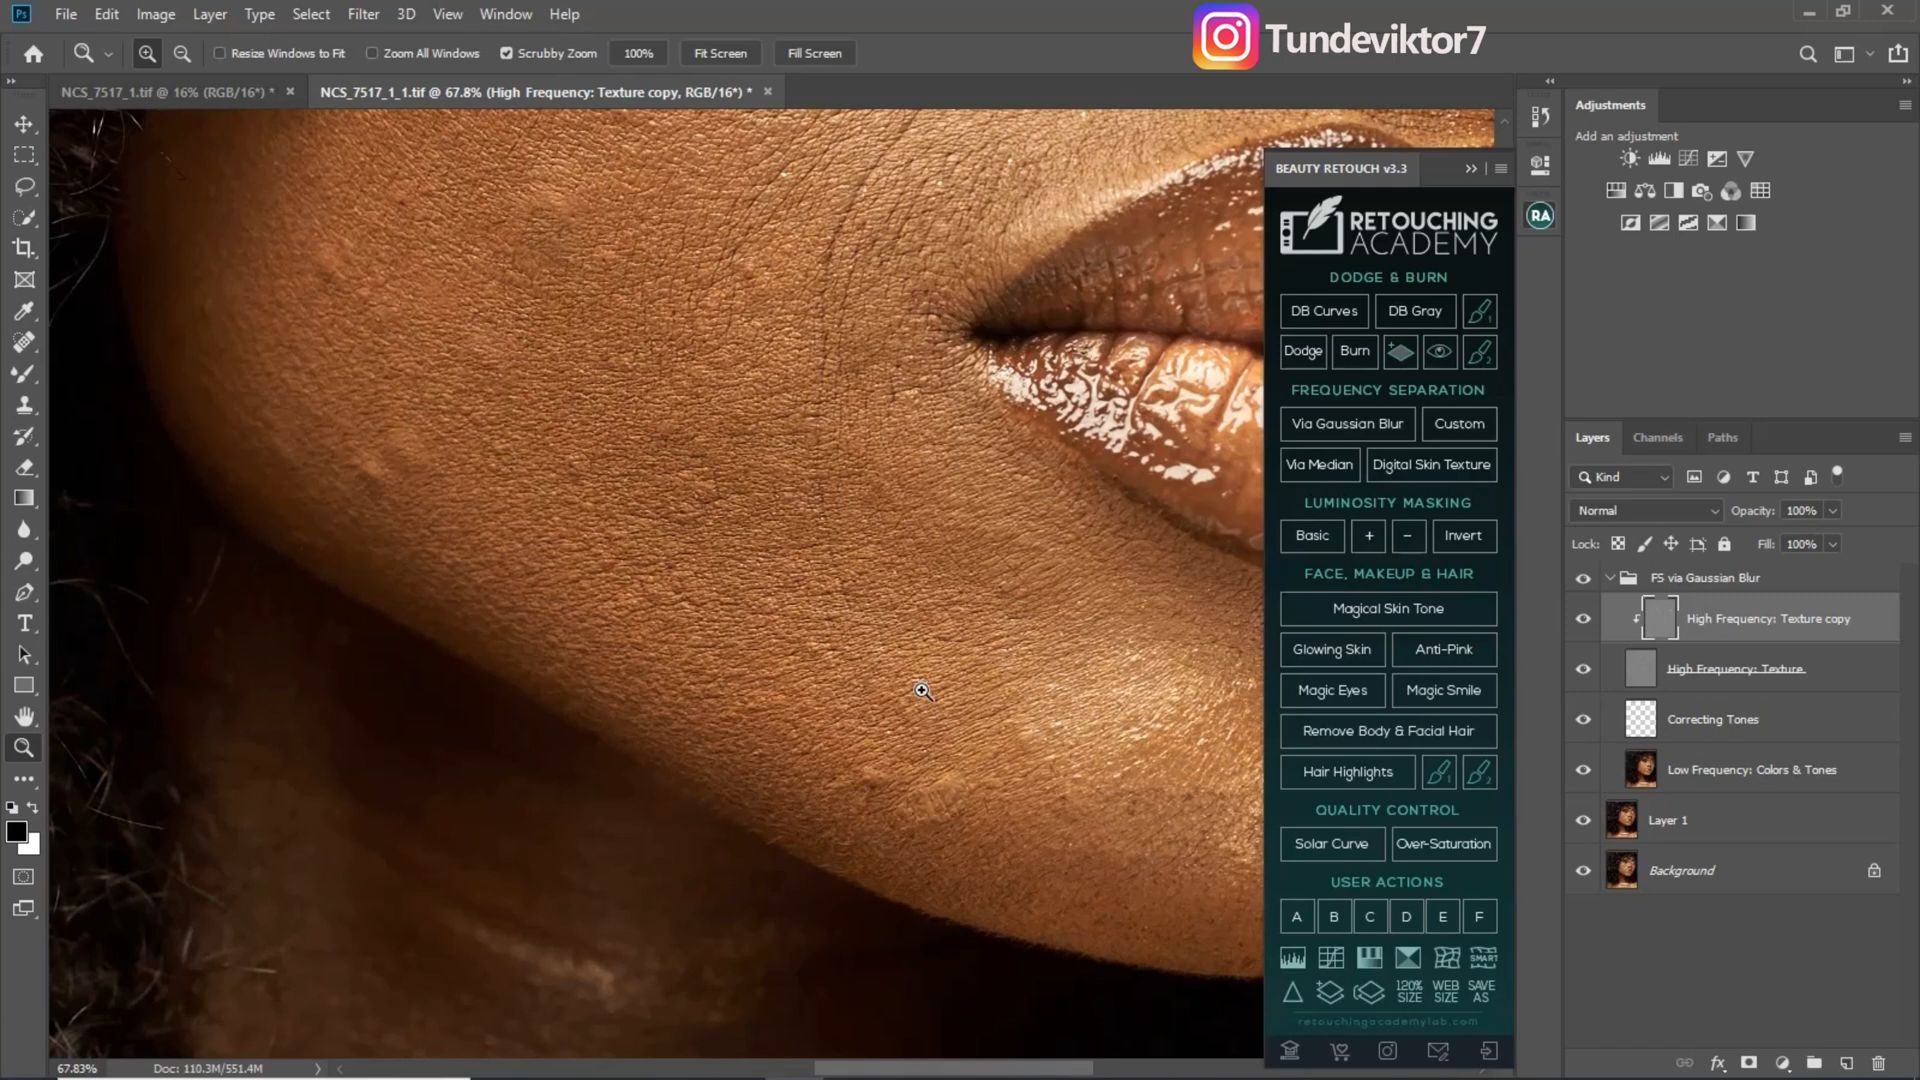 Ps File Edit Image Layer Type Select Filter 3D View Window Help
Tundeviktor7
Resize Windows to Fit Zoom All Windows Scrubby Zoom 100% Fit Screen Fill Screen
NCS_7517_1.tif @ 16% (RGB/16*) * NCS_7517_1_1.tif @ 67.8% (High Frequency: Texture copy, RGB/16*) *
BEAUTY RETOUCH v3.3
RETOUCHING
ACADEMY
DODGE & BURN
DB Curves DB Gray 1
Dodge Burn 2
FREQUENCY SEPARATION
Via Gaussian Blur Custom
Via Median Digital Skin Texture
LUMINOSITY MASKING
Basic + - Invert
FACE, MAKEUP & HAIR
Magical Skin Tone
Glowing Skin Anti-Pink
Magic Eyes Magic Smile
Remove Body & Facial Hair
Hair Highlights 1 2
QUALITY CONTROL
Solar Curve Over-Saturation
USER ACTIONS
A B C D E F
SMART
120% SIZE WEB SIZE SAVE AS
retouchingacademylab.com
RA
Adjustments
Add an adjustment
Layers Channels Paths
Kind
Normal Opacity: 100%
Lock: Fill: 100%
FS via Gaussian Blur
High Frequency: Texture copy
High Frequency: Texture
Correcting Tones
Low Frequency: Colors & Tones
Layer 1
Background
fx
67.83% Doc: 110.3M/551.4M